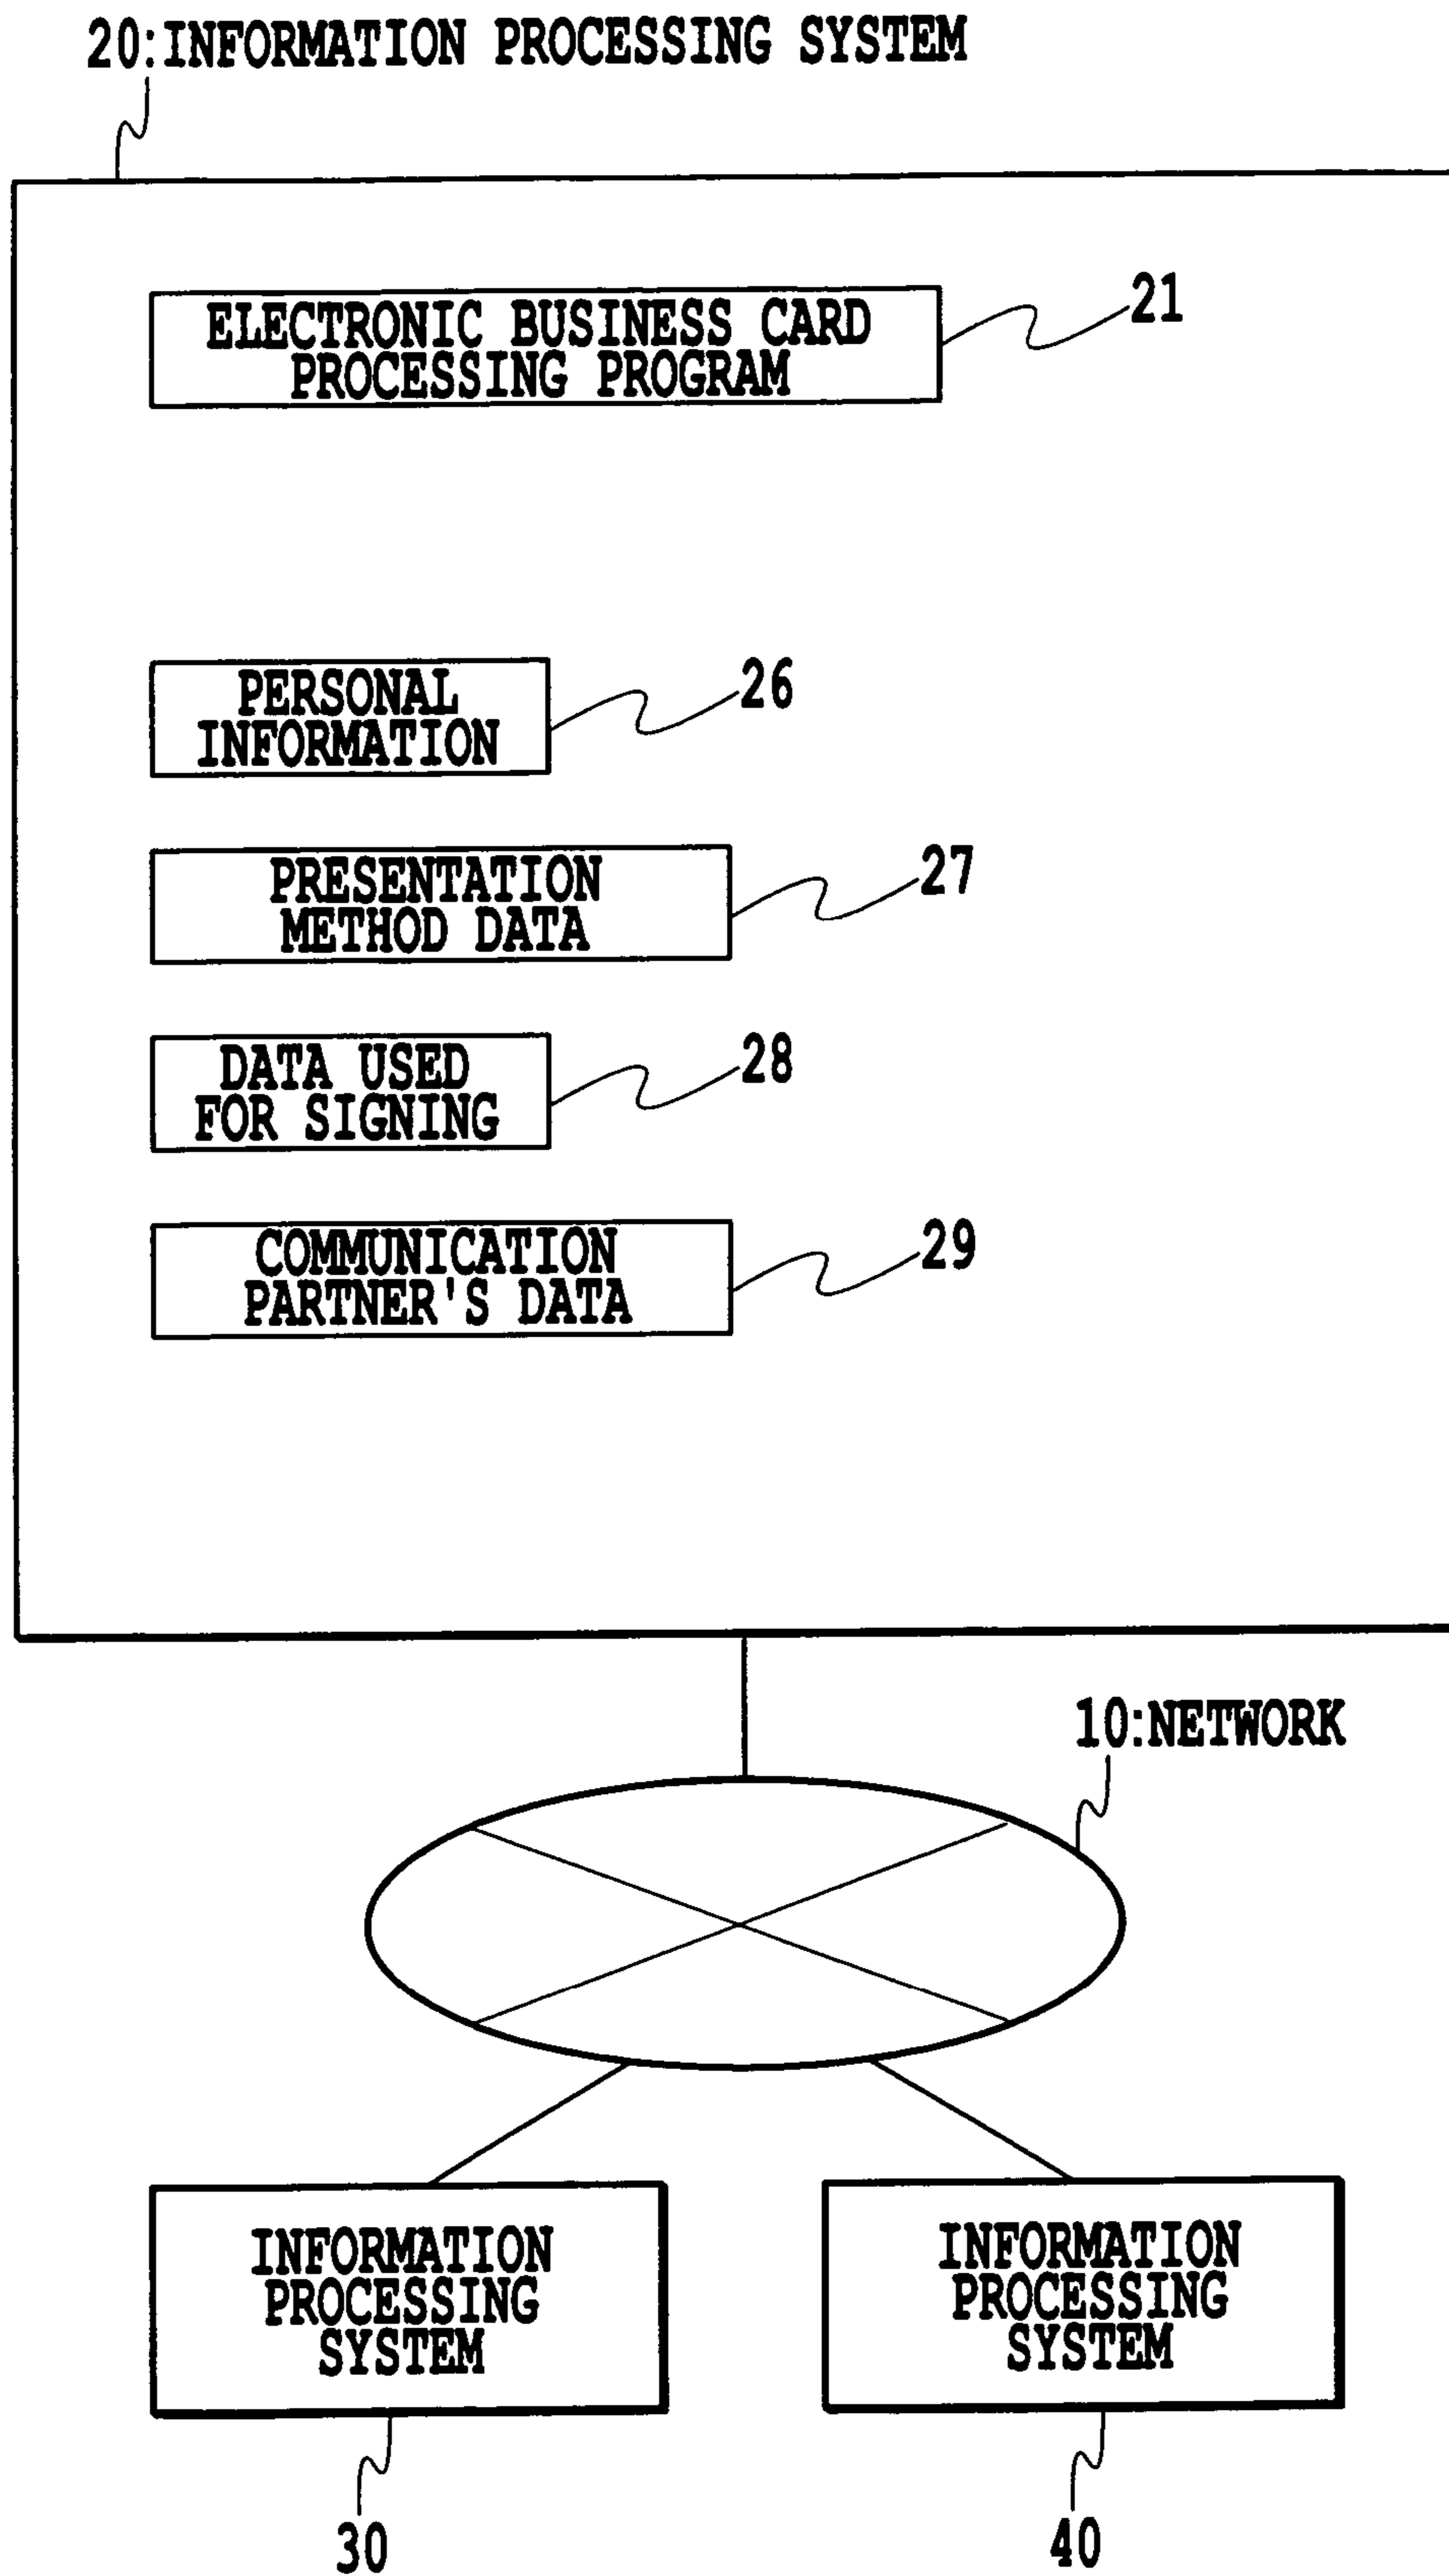 20:INFORMATION PROCESSING SYSTEM
ELECTRONIC BUSINESS CARD
PROCESSING PROGRAM
21
PERSONAL
INFORMATION
26
PRESENTATION
METHOD DATA
27
DATA USED
FOR SIGNING
28
COMMUNICATION
PARTNER'S DATA
29
10:NETWORK
INFORMATION
PROCESSING
SYSTEM
30
INFORMATION
PROCESSING
SYSTEM
40